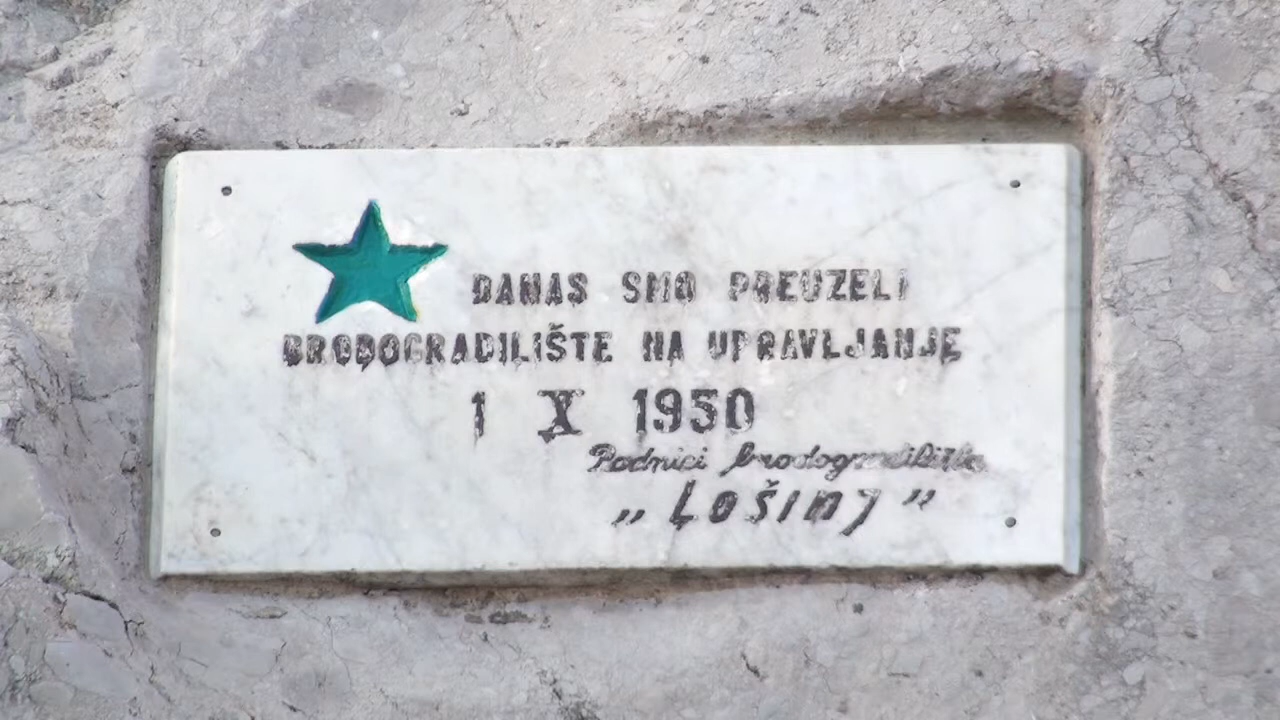 DANAS SMO PREUZELI
BRODOGRADILIŠTE NA UPRAVLJANJE
1 X 1950
Radnici brodogradilišta
„LOŠINJ”